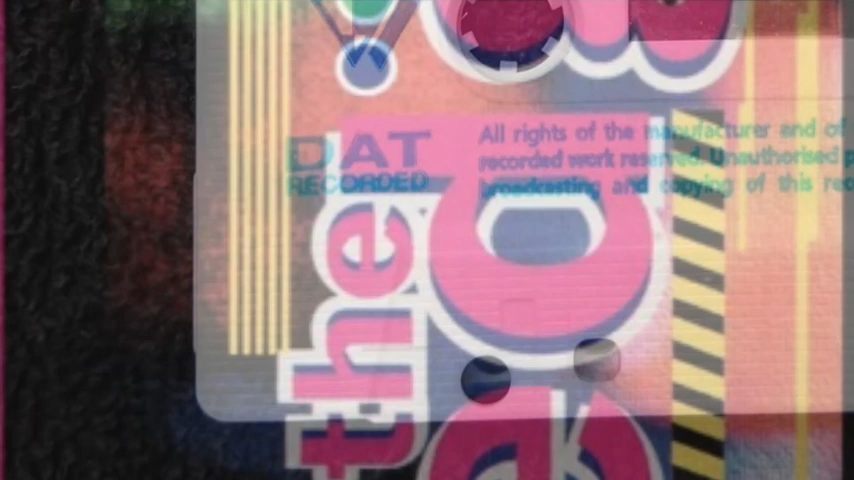 DAT
RECORDED
All rights of the manufacturer and of
recorded work reserved. Unauthorised
broadcasting and copying of this
the